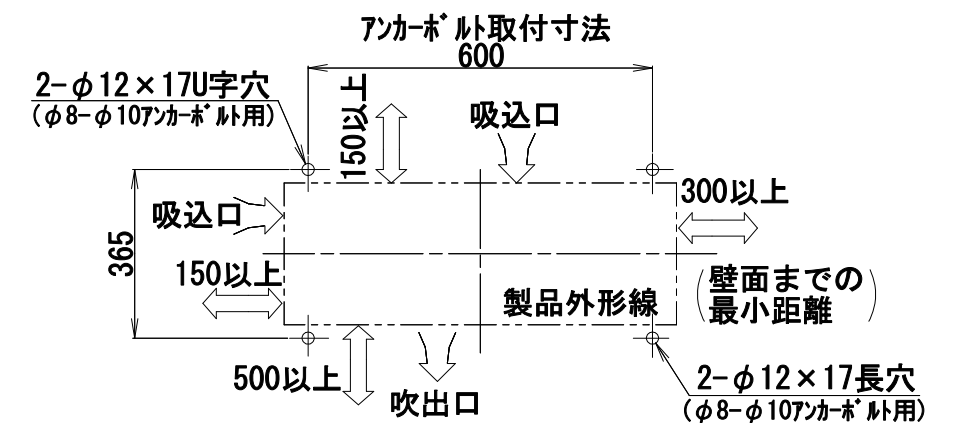 ｱﾝｶｰﾎﾞﾙﾄ取付寸法
600
2-φ12×17U字穴
(φ8-φ10ｱﾝｶｰﾎﾞﾙﾄ用)
150以上
吸込口
300以上
吸込口
365
150以上
製品外形線
(壁面までの
最小距離)
500以上
吹出口
2-φ12×17長穴
(φ8-φ10ｱﾝｶｰﾎﾞﾙﾄ用)